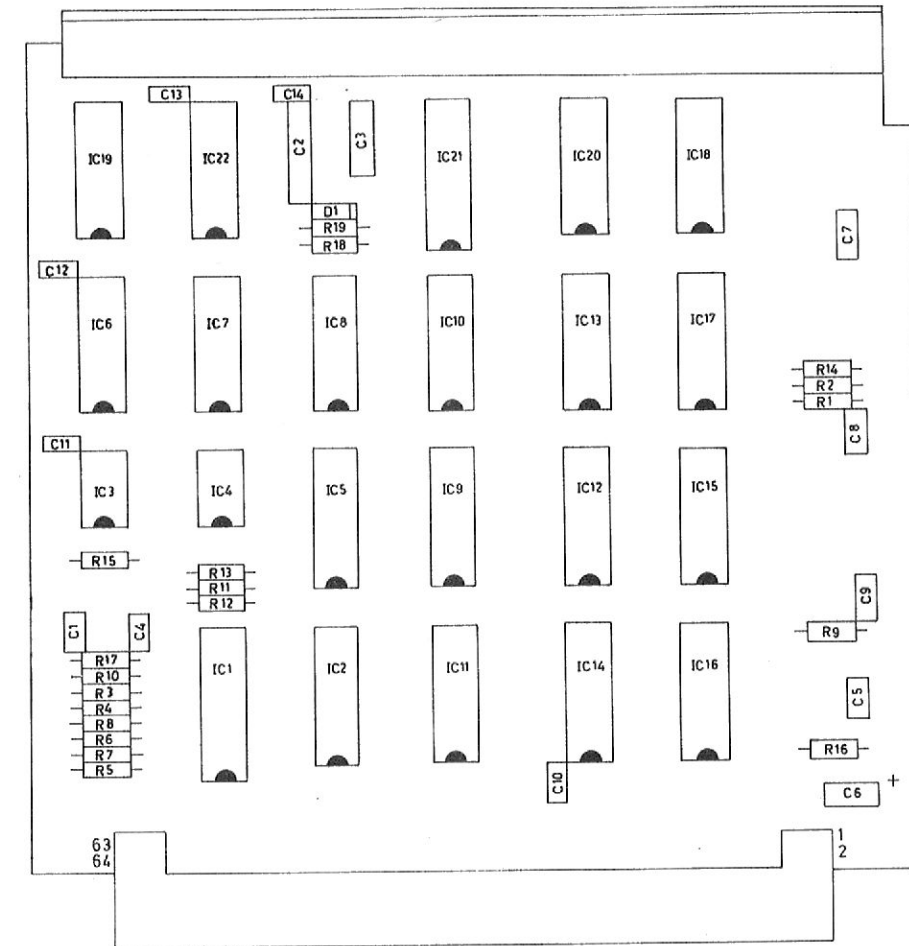 C13
C14
IC19
IC22
C2
C3
IC21
IC20
IC18
D1
R19
R18
C7
C12
IC6
IC7
IC8
IC10
IC13
IC17
R14
R2
R1
C8
C11
IC3
IC4
IC5
IC9
IC12
IC15
R15
R13
R11
R12
C9
C1
C4
R9
R17
R10
R3
R4
R8
R6
R7
R5
IC1
IC2
IC11
IC14
IC16
C5
R16
C10
C6 +
63
64
1
2